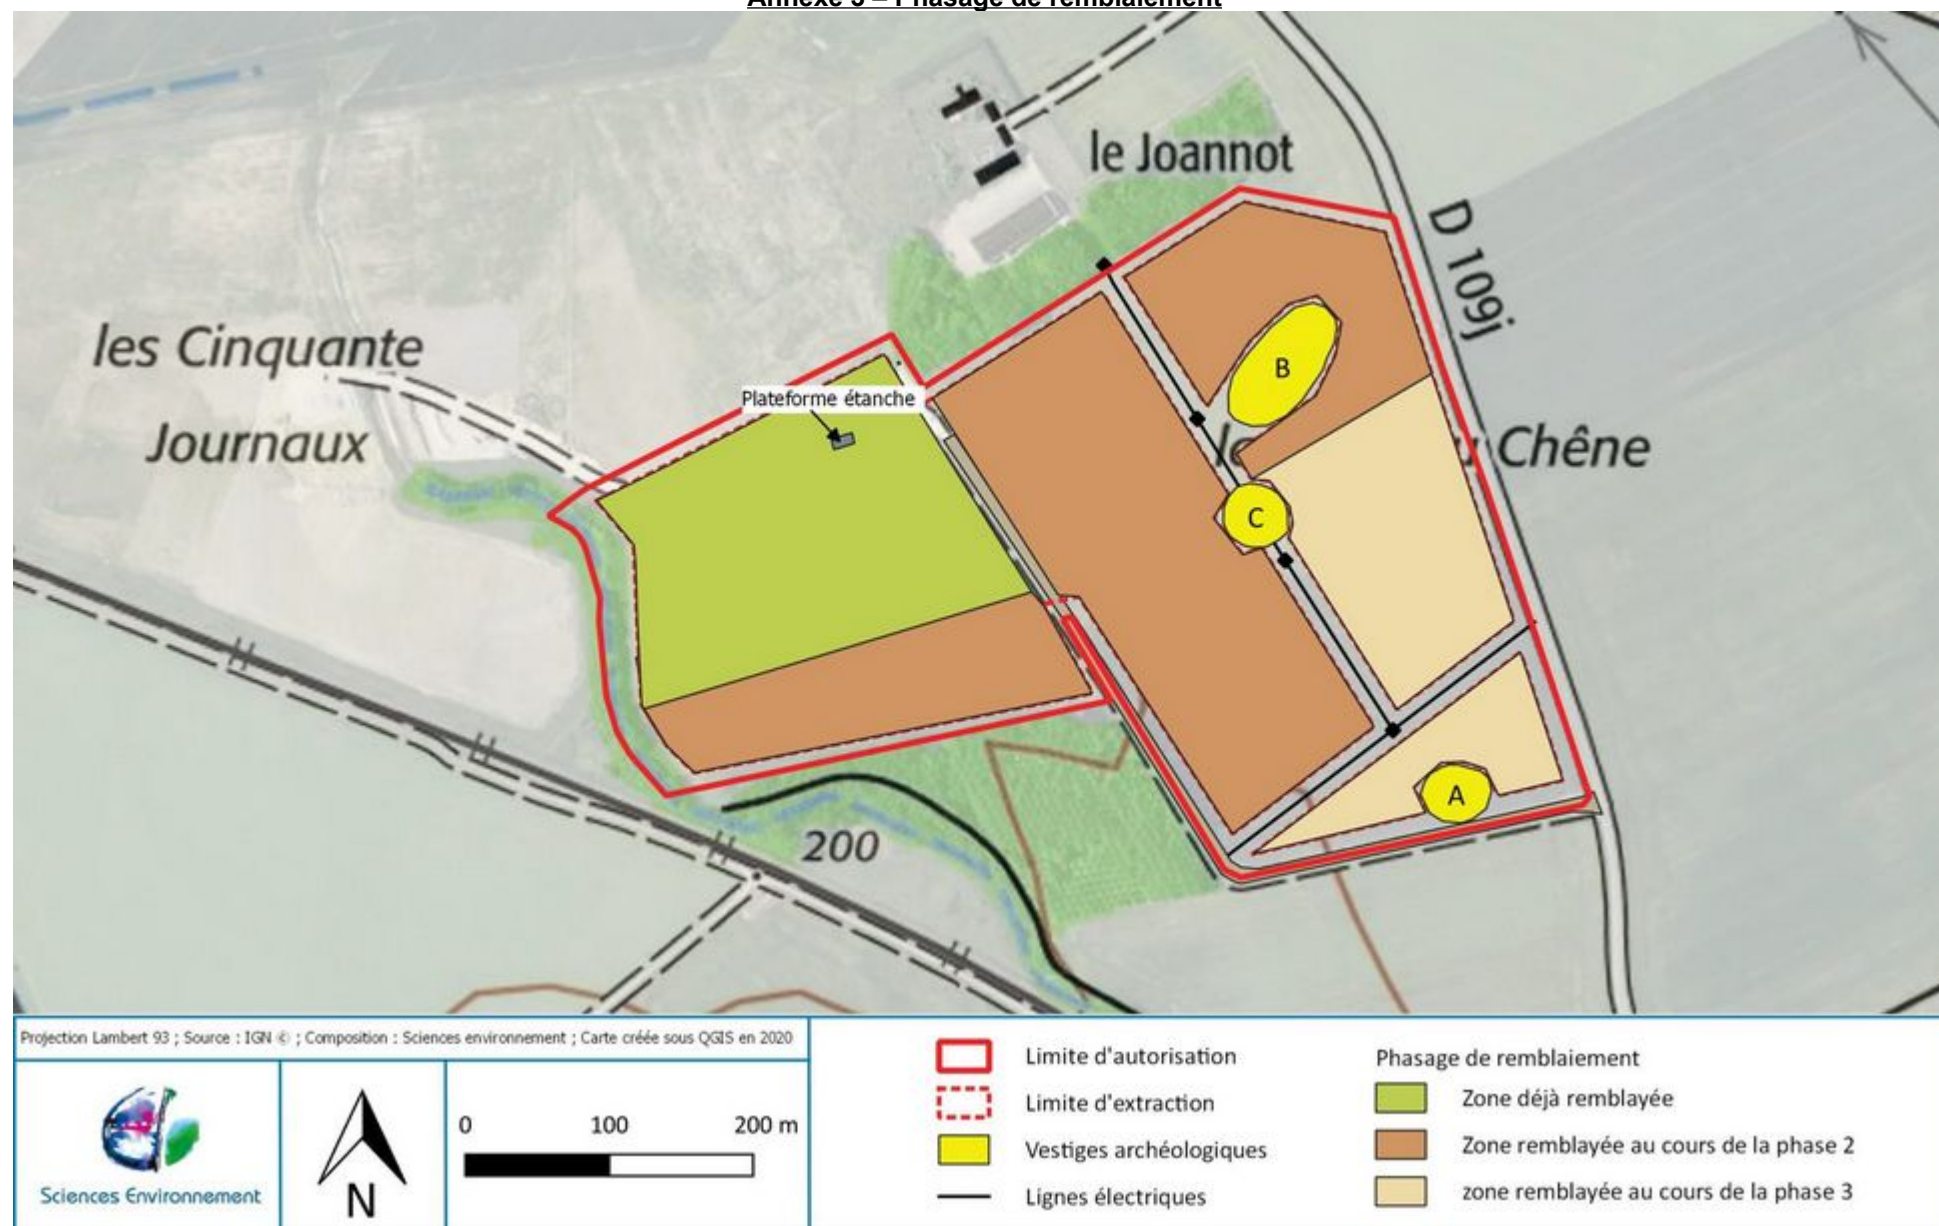 Annexe 3 – Phasage de remblaiement
le Joannot
D 109j
les Cinquante
Journaux
Plateforme étanche
B
u Chêne
C
A
200
Projection Lambert 93 ; Source : IGN © ; Composition : Sciences environnement ; Carte créée sous QGIS en 2020
Sciences Environnement
N
0 100 200 m
Limite d'autorisation
Limite d'extraction
Vestiges archéologiques
Lignes électriques
Phasage de remblaiement
Zone déjà remblayée
Zone remblayée au cours de la phase 2
zone remblayée au cours de la phase 3